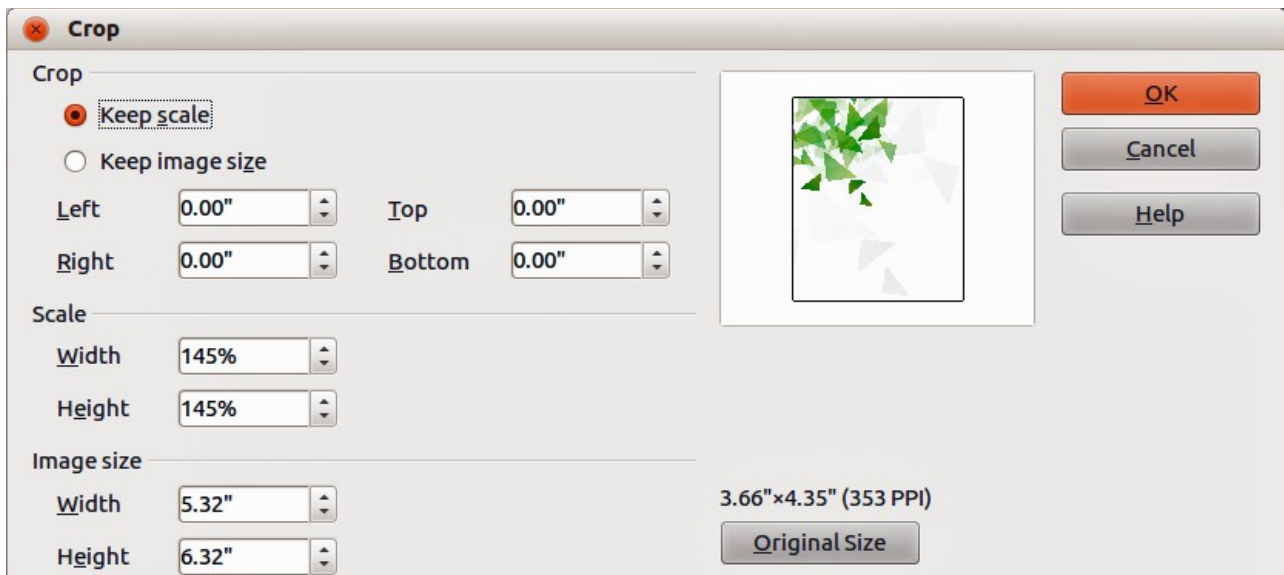 Crop
Crop
Keep scale
Keep image size
Left 0.00" Top 0.00"
Right 0.00" Bottom 0.00"
Scale
Width 145%
Height 145%
Image size
Width 5.32"
Height 6.32"
OK
Cancel
Help
3.66"×4.35" (353 PPI)
Original Size